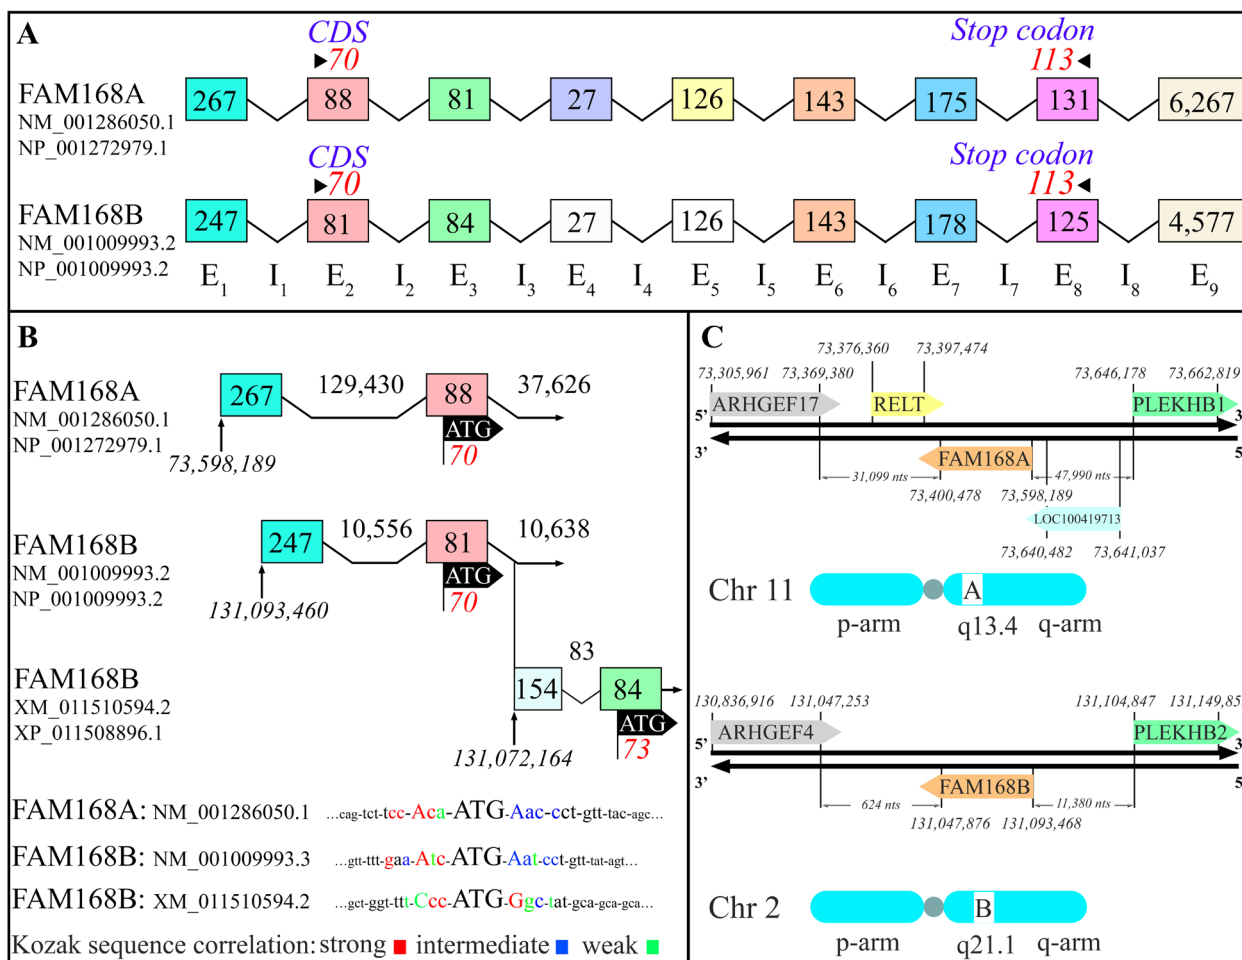 A
CDS
Stop codon
70
113
FAM168A
NM_001286050.1
NP_001272979.1
267 88 81 27 126 143 175 131 6,267
CDS
Stop codon
70
113
FAM168B
NM_001009993.2
NP_001009993.2
247 81 84 27 126 143 178 125 4,577
E1 I1 E2 I2 E3 I3 E4 I4 E5 I5 E6 I6 E7 I7 E8 I8 E9
B
FAM168A
NM_001286050.1
NP_001272979.1
267 129,430 88 37,626
ATG
70
73,598,189
FAM168B
NM_001009993.2
NP_001009993.2
247 10,556 81 10,638
ATG
70
131,093,460
FAM168B
XM_011510594.2
XP_011508896.1
83
154 84
ATG
73
131,072,164
FAM168A: NM_001286050.1 ...cag-tct-tcc-Aca-ATG-Aac-cct-gtt-tac-agc...
FAM168B: NM_001009993.3 ...gtt-ttt-gaa-Atc-ATG-Aat-cct-gtt-tat-agt...
FAM168B: XM_011510594.2 ...gct-ggt-ttt-Ccc-ATG-Ggc-tat-gca-gca-gca...
Kozak sequence correlation: strong intermediate weak
C
73,376,360 73,397,474
73,305,961 73,369,380 73,646,178 73,662,819
ARHGEF17 RELT PLEKHB1
5' 3'
3' 5'
FAM168A
31,099 nts 47,990 nts
73,400,478 73,598,189
LOC100419713
73,640,482 73,641,037
Chr 11
A
p-arm q13.4 q-arm
130,836,916 131,047,253 131,104,847
ARHGEF4 PLEKHB2
5' 3'
3' 5'
FAM168B
624 nts 11,380 nts
131,047,876 131,093,468
Chr 2
B
p-arm q21.1 q-arm